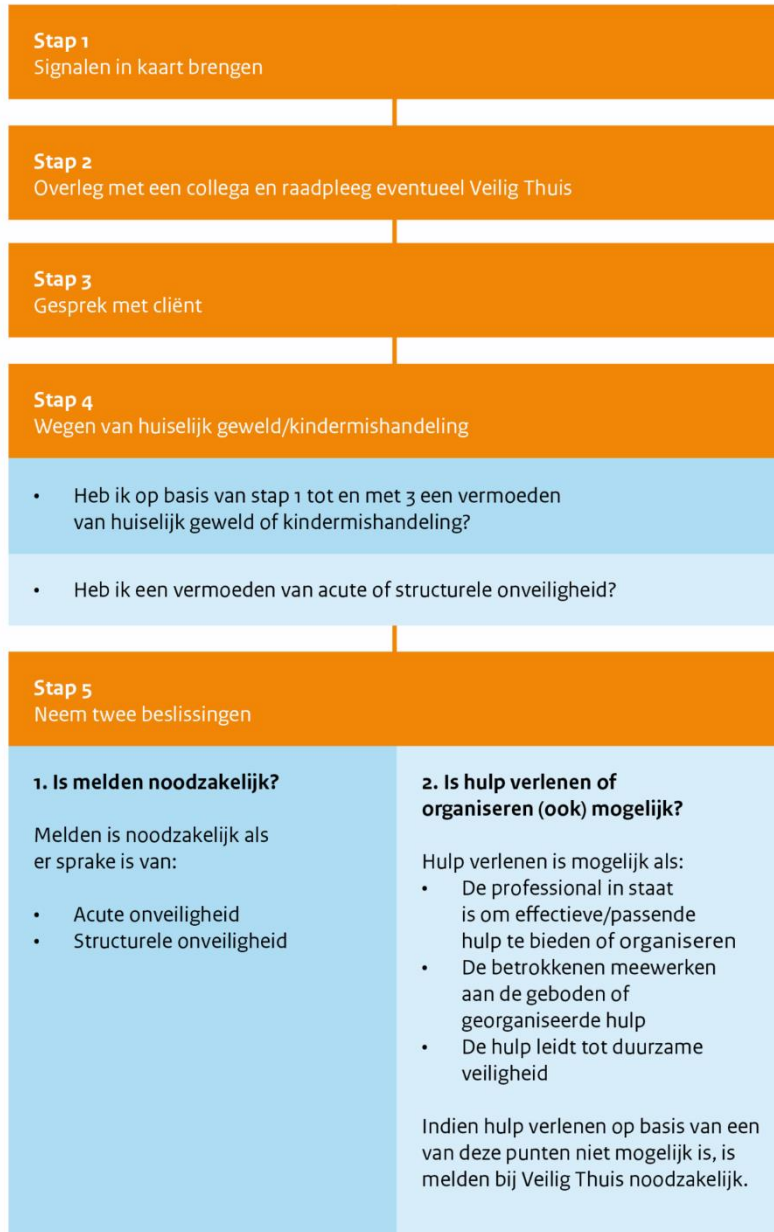 Stap 1
Signalen in kaart brengen
Stap 2
Overleg met een collega en raadpleeg eventueel Veilig Thuis
Stap 3
Gesprek met cliënt
Stap 4
Wegen van huiselijk geweld/kindermishandeling
• Heb ik op basis van stap 1 tot en met 3 een vermoeden
van huiselijk geweld of kindermishandeling?
• Heb ik een vermoeden van acute of structurele onveiligheid?
Stap 5
Neem twee beslissingen
1. Is melden noodzakelijk?
Melden is noodzakelijk als
er sprake is van:
• Acute onveiligheid
• Structurele onveiligheid
2. Is hulp verlenen of
organiseren (ook) mogelijk?
Hulp verlenen is mogelijk als:
• De professional in staat
is om effectieve/passende
hulp te bieden of organiseren
• De betrokkenen meewerken
aan de geboden of
georganiseerde hulp
• De hulp leidt tot duurzame
veiligheid
Indien hulp verlenen op basis van een
van deze punten niet mogelijk is, is
melden bij Veilig Thuis noodzakelijk.